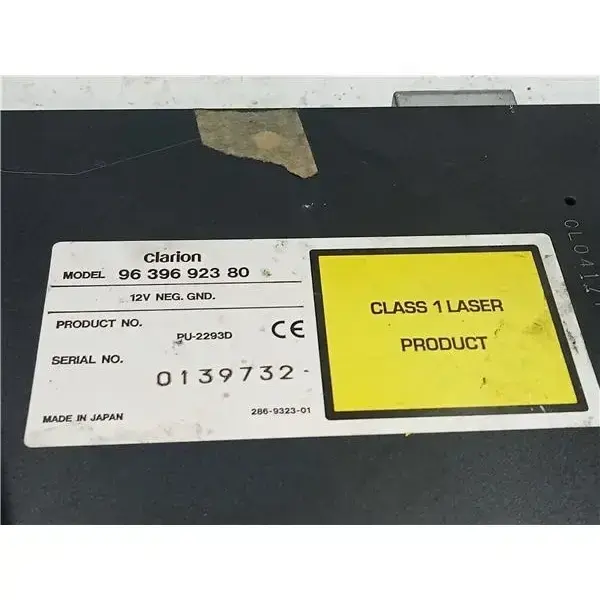 Clarion
MODEL 96 396 923 80
12V NEG. GND.
PRODUCT NO. PU-2293D CE
SERIAL NO. 0139732
MADE IN JAPAN 286-9323-01
CLASS 1 LASER
PRODUCT